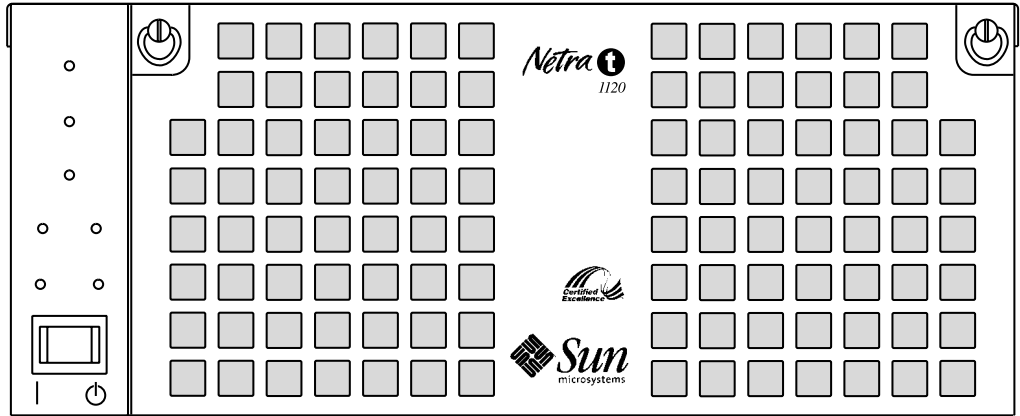 Netra t
1120
Certified
Excellence
Sun
microsystems